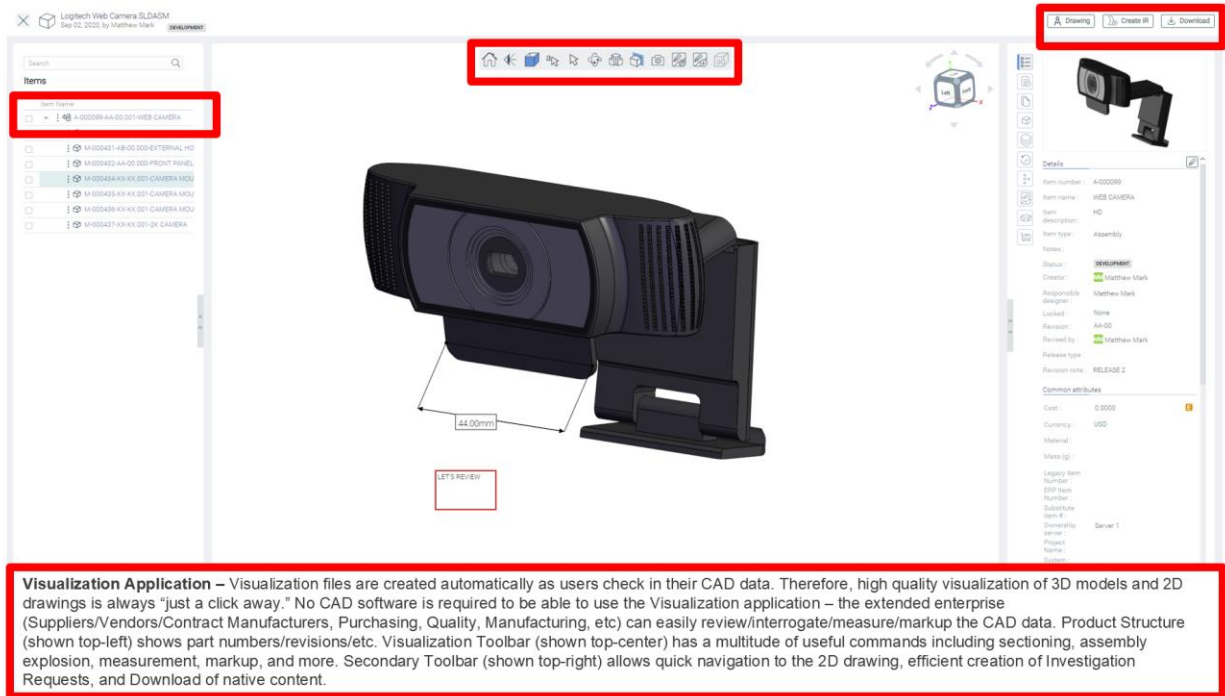 Logitech Web Camera.SLDASM
Sep 02, 2020, by Matthew Mark DEVELOPMENT
Drawing
Create IR
Download
Search
Items
Item Name
A-000099-AA-00.001-WEB CAMERA
M-000431-AB-00.000-EXTERNAL HO
M-000432-AA-00.000-FRONT PANEL
M-000434-XX-XX.001-CAMERA MOU
M-000435-XX-XX.001-CAMERA MOU
M-000436-XX-XX.001-CAMERA MOU
M-000437-XX-XX.001-2K CAMERA
Left
Front
Z
X
44.00mm
LET'S REVIEW
Details
Item number : A-000099
Item name : WEB CAMERA
Item description : HD
Item type : Assembly
Notes :
Status : DEVELOPMENT
Creator : Matthew Mark
Responsible designer : Matthew Mark
Locked : None
Revision : AA-00
Revised by : Matthew Mark
Release type :
Revision note : RELEASE 2
Common attributes
Cost : 0.0000 E
Currency : USD
Material :
Mass (g) :
Legacy Item Number :
ERP Item Number :
Substitute item # :
Ownership server : Server 1
Project Name :
System :
Visualization Application – Visualization files are created automatically as users check in their CAD data. Therefore, high quality visualization of 3D models and 2D
drawings is always “just a click away.” No CAD software is required to be able to use the Visualization application – the extended enterprise
(Suppliers/Vendors/Contract Manufacturers, Purchasing, Quality, Manufacturing, etc) can easily review/interrogate/measure/markup the CAD data. Product Structure
(shown top-left) shows part numbers/revisions/etc. Visualization Toolbar (shown top-center) has a multitude of useful commands including sectioning, assembly
explosion, measurement, markup, and more. Secondary Toolbar (shown top-right) allows quick navigation to the 2D drawing, efficient creation of Investigation
Requests, and Download of native content.